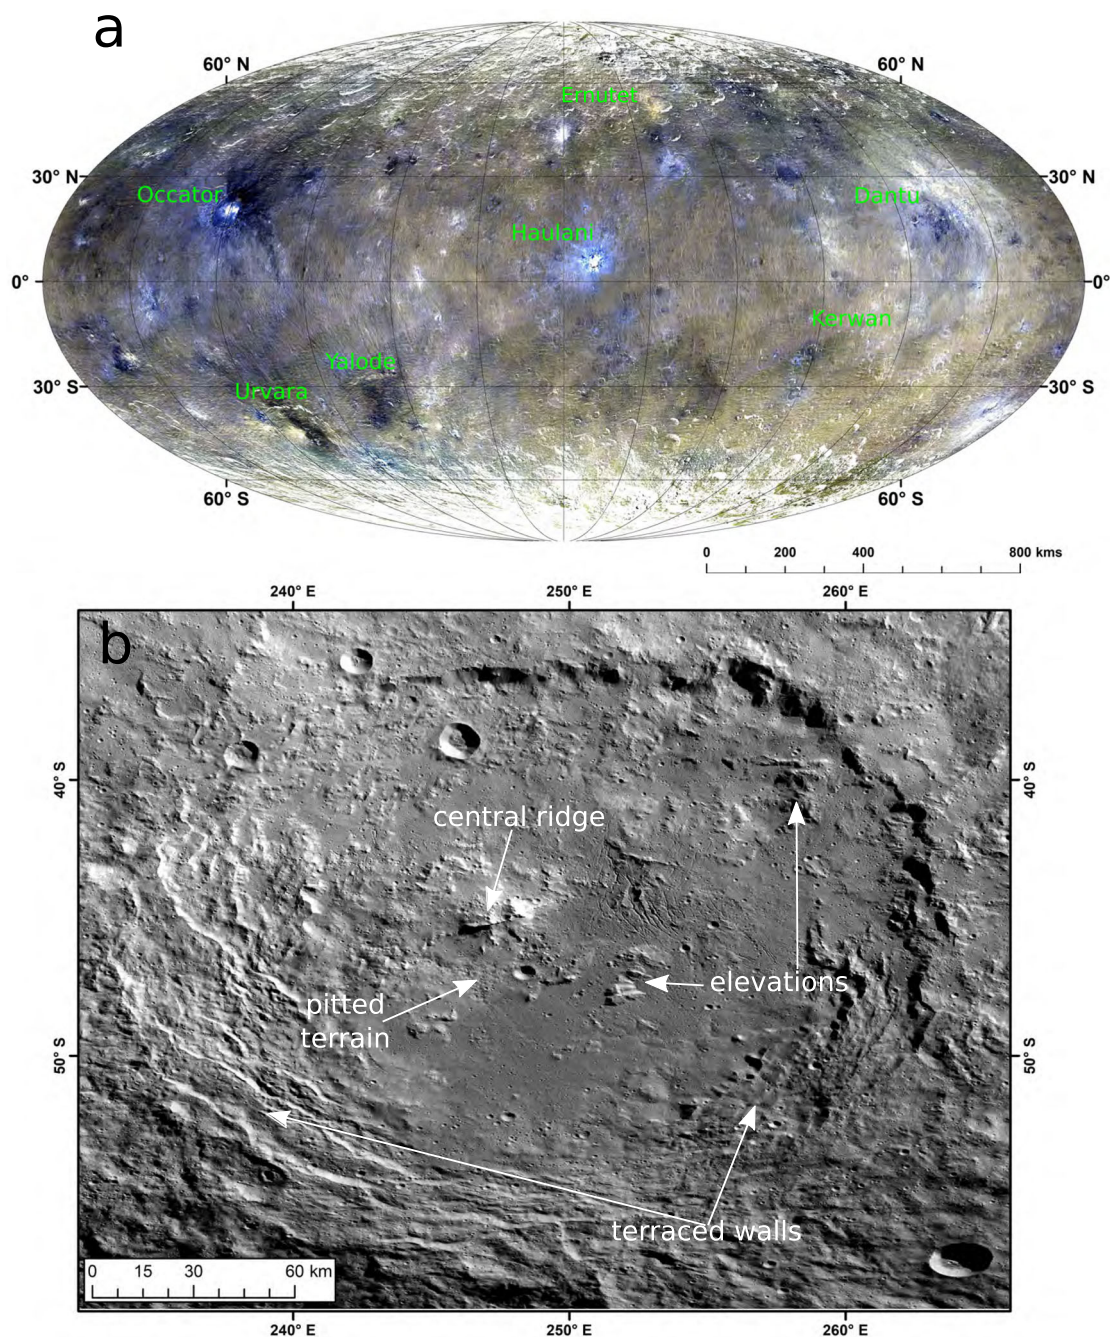 a
60° N 60° N
Ernutet
30° N 30° N
Occator Dantu
Haulani
0° 0°
Kerwan
Yalode
30° S 30° S
Urvara
60° S 60° S
0 200 400 800 kms
240° E 250° E 260° E
b
40° S 40° S
central ridge
elevations
pitted
terrain
50° S 50° S
terraced walls
0 15 30 60 km
240° E 250° E 260° E